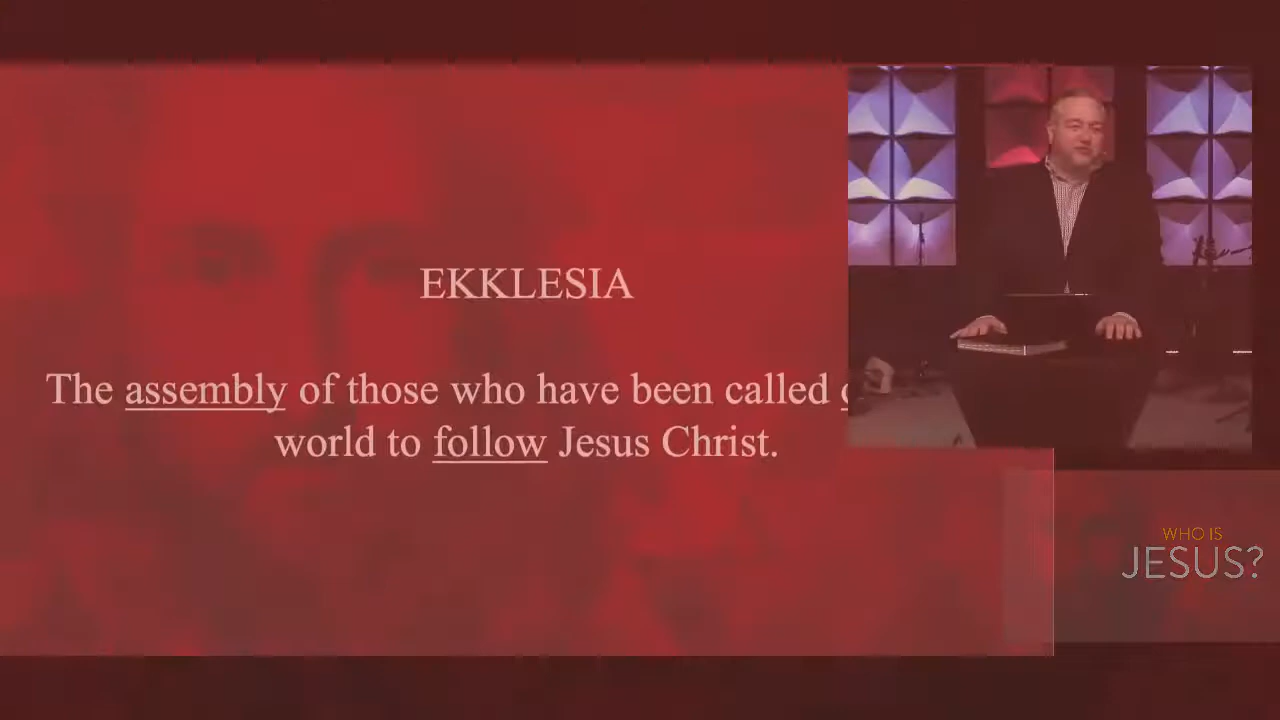 EKKLESIA
The assembly of those who have been called
world to follow Jesus Christ.
WHO IS
JESUS?